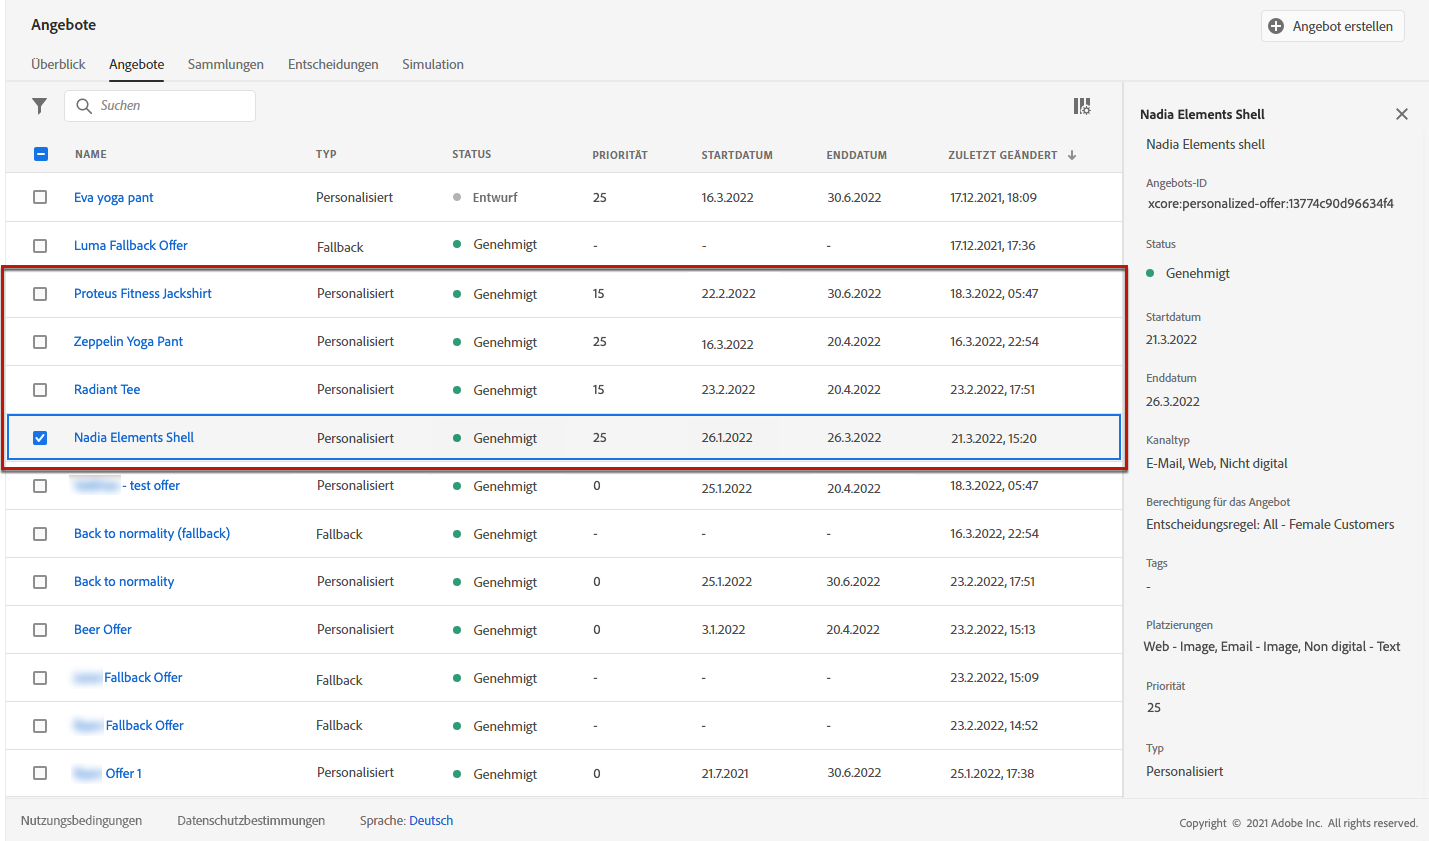 Angebote
Angebot erstellen
Überblick Angebote Sammlungen Entscheidungen Simulation
Suchen
NAME TYP STATUS PRIORITÄT STARTDATUM ENDDATUM ZULETZT GEÄNDERT
Eva yoga pant Personalisiert Entwurf 25 16.3.2022 30.6.2022 17.12.2021, 18:09
Luma Fallback Offer Fallback Genehmigt - - - 17.12.2021, 17:36
Proteus Fitness Jackshirt Personalisiert Genehmigt 15 22.2.2022 30.6.2022 18.3.2022, 05:47
Zeppelin Yoga Pant Personalisiert Genehmigt 25 16.3.2022 20.4.2022 16.3.2022, 22:54
Radiant Tee Personalisiert Genehmigt 15 23.2.2022 20.4.2022 23.2.2022, 17:51
Nadia Elements Shell Personalisiert Genehmigt 25 26.1.2022 26.3.2022 21.3.2022, 15:20
- test offer Personalisiert Genehmigt 0 25.1.2022 20.4.2022 18.3.2022, 05:47
Back to normality (fallback) Fallback Genehmigt - - - 16.3.2022, 22:54
Back to normality Personalisiert Genehmigt 0 25.1.2022 30.6.2022 23.2.2022, 17:51
Beer Offer Personalisiert Genehmigt 0 3.1.2022 20.4.2022 23.2.2022, 15:13
Fallback Offer Fallback Genehmigt - - - 23.2.2022, 15:09
Fallback Offer Fallback Genehmigt - - - 23.2.2022, 14:52
Offer 1 Personalisiert Genehmigt 0 21.7.2021 30.6.2022 25.1.2022, 17:38
Nadia Elements Shell
Nadia Elements shell
Angebots-ID
xcore:personalized-offer:13774c90d96634f4
Status
Genehmigt
Startdatum
21.3.2022
Enddatum
26.3.2022
Kanaltyp
E-Mail, Web, Nicht digital
Berechtigung für das Angebot
Entscheidungsregel: All - Female Customers
Tags
-
Platzierungen
Web - Image, Email - Image, Non digital - Text
Priorität
25
Typ
Personalisiert
Nutzungsbedingungen Datenschutzbestimmungen Sprache: Deutsch
Copyright © 2021 Adobe Inc. All rights reserved.